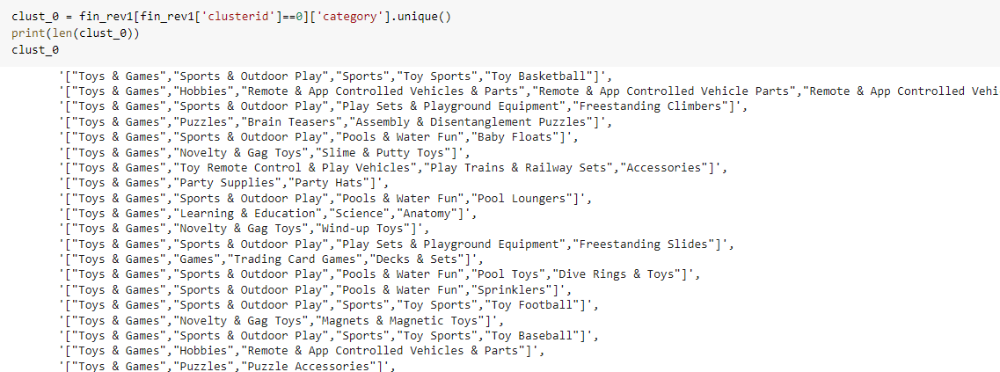 clust_0 = fin_rev1[fin_rev1['clusterid']==0]['category'].unique()
print(len(clust_0))
clust_0
'["Toys & Games","Sports & Outdoor Play","Sports","Toy Sports","Toy Basketball"]',
'["Toys & Games","Hobbies","Remote & App Controlled Vehicles & Parts","Remote & App Controlled Vehicle Parts","Remote & App Controlled Vehi
'["Toys & Games","Sports & Outdoor Play","Play Sets & Playground Equipment","Freestanding Climbers"]',
'["Toys & Games","Puzzles","Brain Teasers","Assembly & Disentanglement Puzzles"]',
'["Toys & Games","Sports & Outdoor Play","Pools & Water Fun","Baby Floats"]',
'["Toys & Games","Novelty & Gag Toys","Slime & Putty Toys"]',
'["Toys & Games","Toy Remote Control & Play Vehicles","Play Trains & Railway Sets","Accessories"]',
'["Toys & Games","Party Supplies","Party Hats"]',
'["Toys & Games","Sports & Outdoor Play","Pools & Water Fun","Pool Loungers"]',
'["Toys & Games","Learning & Education","Science","Anatomy"]',
'["Toys & Games","Novelty & Gag Toys","Wind-up Toys"]',
'["Toys & Games","Sports & Outdoor Play","Play Sets & Playground Equipment","Freestanding Slides"]',
'["Toys & Games","Games","Trading Card Games","Decks & Sets"]',
'["Toys & Games","Sports & Outdoor Play","Pools & Water Fun","Pool Toys","Dive Rings & Toys"]',
'["Toys & Games","Sports & Outdoor Play","Pools & Water Fun","Sprinklers"]',
'["Toys & Games","Sports & Outdoor Play","Sports","Toy Sports","Toy Football"]',
'["Toys & Games","Novelty & Gag Toys","Magnets & Magnetic Toys"]',
'["Toys & Games","Sports & Outdoor Play","Sports","Toy Sports","Toy Baseball"]',
'["Toys & Games","Hobbies","Remote & App Controlled Vehicles & Parts"]',
'["Toys & Games","Puzzles","Puzzle Accessories"]',